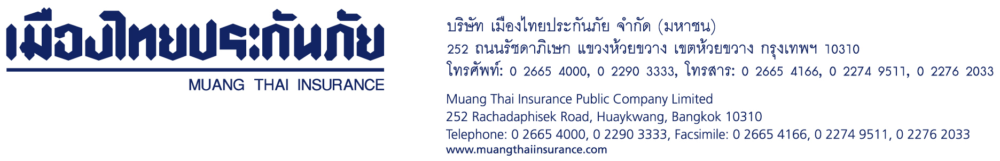 เมืองไทยประกันภัย
MUANG THAI INSURANCE
บริษัท เมืองไทยประกันภัย จำกัด (มหาชน)
252 ถนนรัชดาภิเษก แขวงห้วยขวาง เขตห้วยขวาง กรุงเทพฯ 10310
โทรศัพท์: 0 2665 4000, 0 2290 3333, โทรสาร: 0 2665 4166, 0 2274 9511, 0 2276 2033
Muang Thai Insurance Public Company Limited
252 Rachadaphisek Road, Huaykwang, Bangkok 10310
Telephone: 0 2665 4000, 0 2290 3333, Facsimile: 0 2665 4166, 0 2274 9511, 0 2276 2033
www.muangthaiinsurance.com